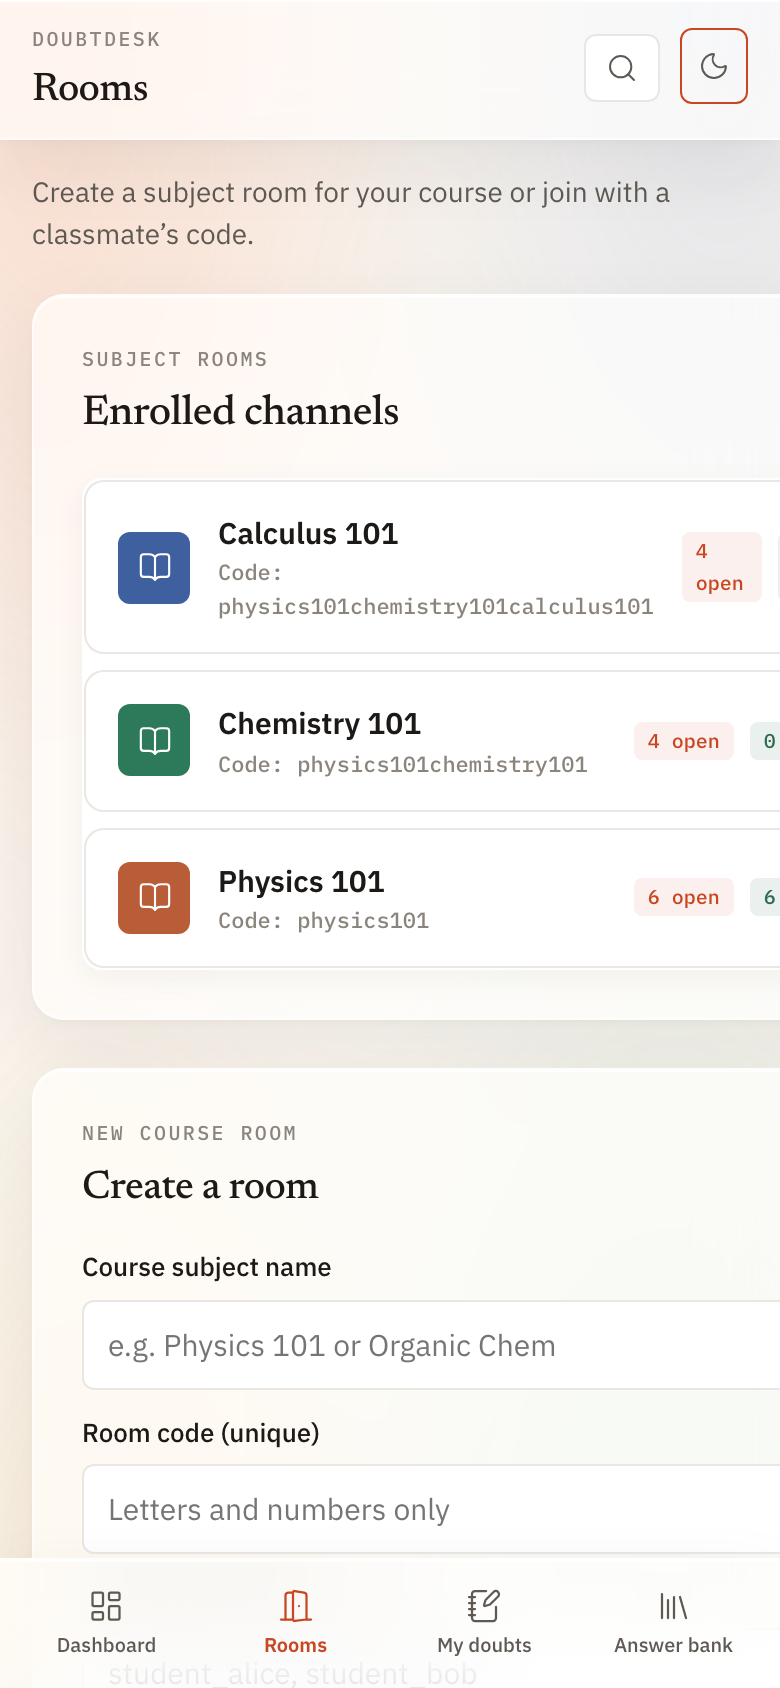 DOUBTDESK
Rooms
Create a subject room for your course or join with a
classmate’s code.
SUBJECT ROOMS
Enrolled channels
Calculus 101
Code:
physics101chemistry101calculus101
4
open
Chemistry 101
Code: physics101chemistry101
4 open
0
Physics 101
Code: physics101
6 open
6
NEW COURSE ROOM
Create a room
Course subject name
e.g. Physics 101 or Organic Chem
Room code (unique)
Letters and numbers only
student_alice, student_bob
Dashboard
Rooms
My doubts
Answer bank